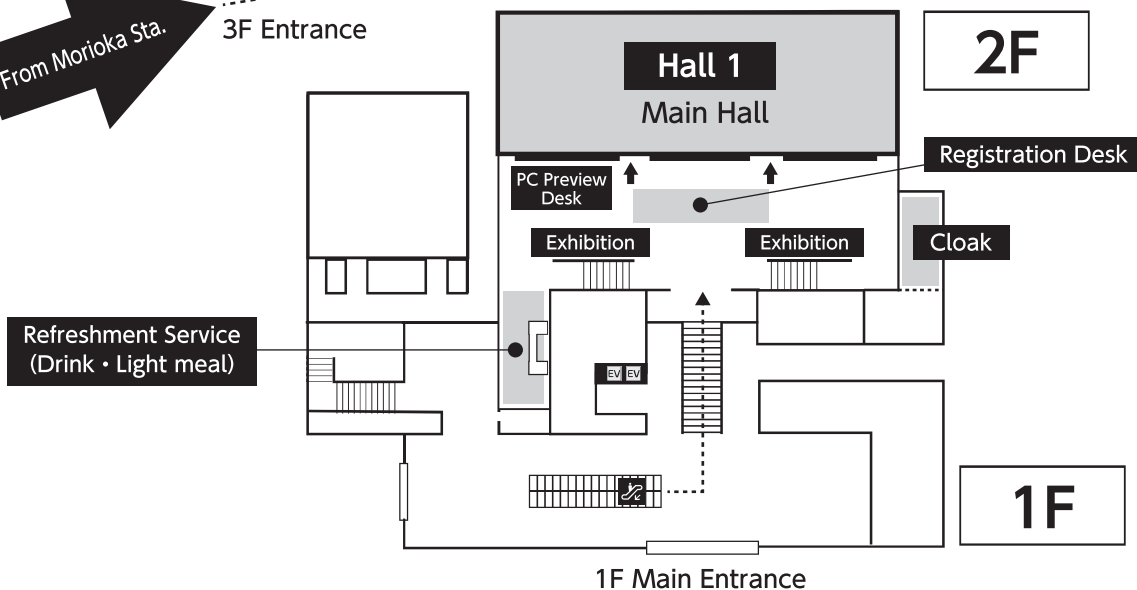 From Morioka Sta.
3F Entrance
Hall 1
Main Hall
2F
Registration Desk
PC Preview
Desk
Exhibition
Exhibition
Cloak
Refreshment Service
(Drink・Light meal)
EV EV
1F
1F Main Entrance